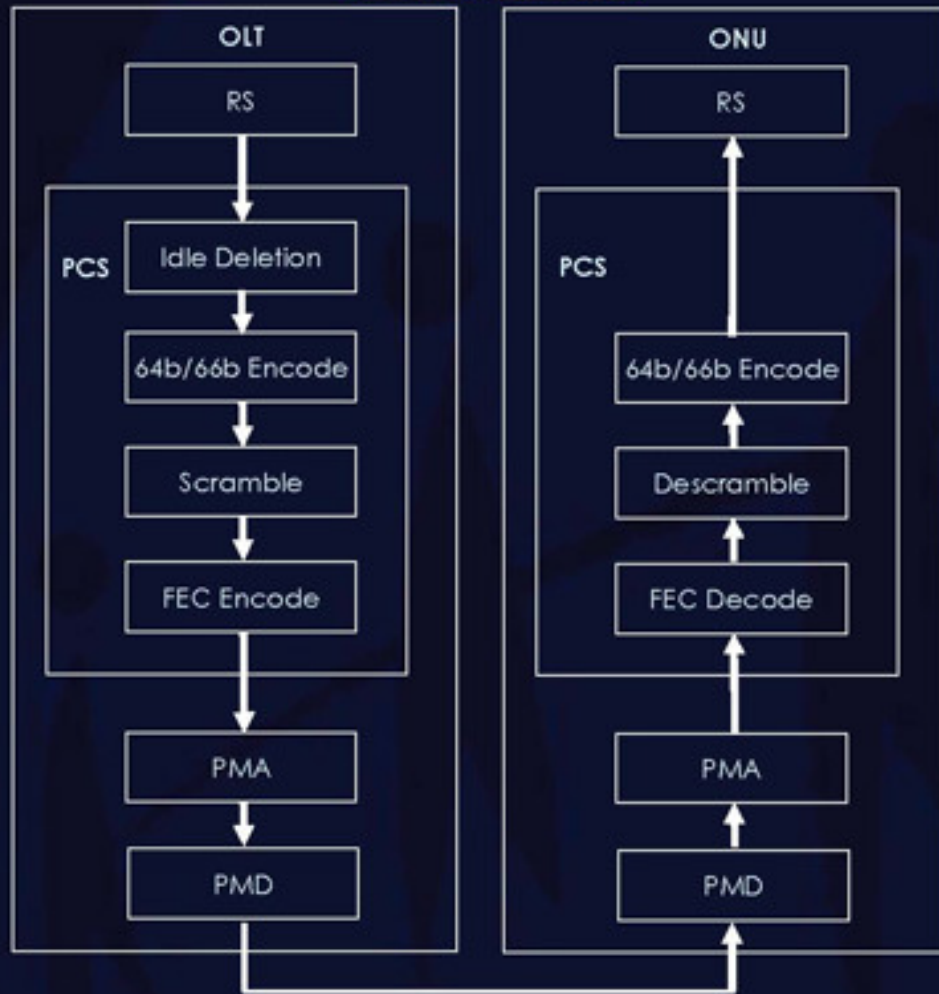 OLT
RS
PCS
Idle Deletion
64b/66b Encode
Scramble
FEC Encode
PMA
PMD
ONU
RS
PCS
64b/66b Encode
Descramble
FEC Decode
PMA
PMD